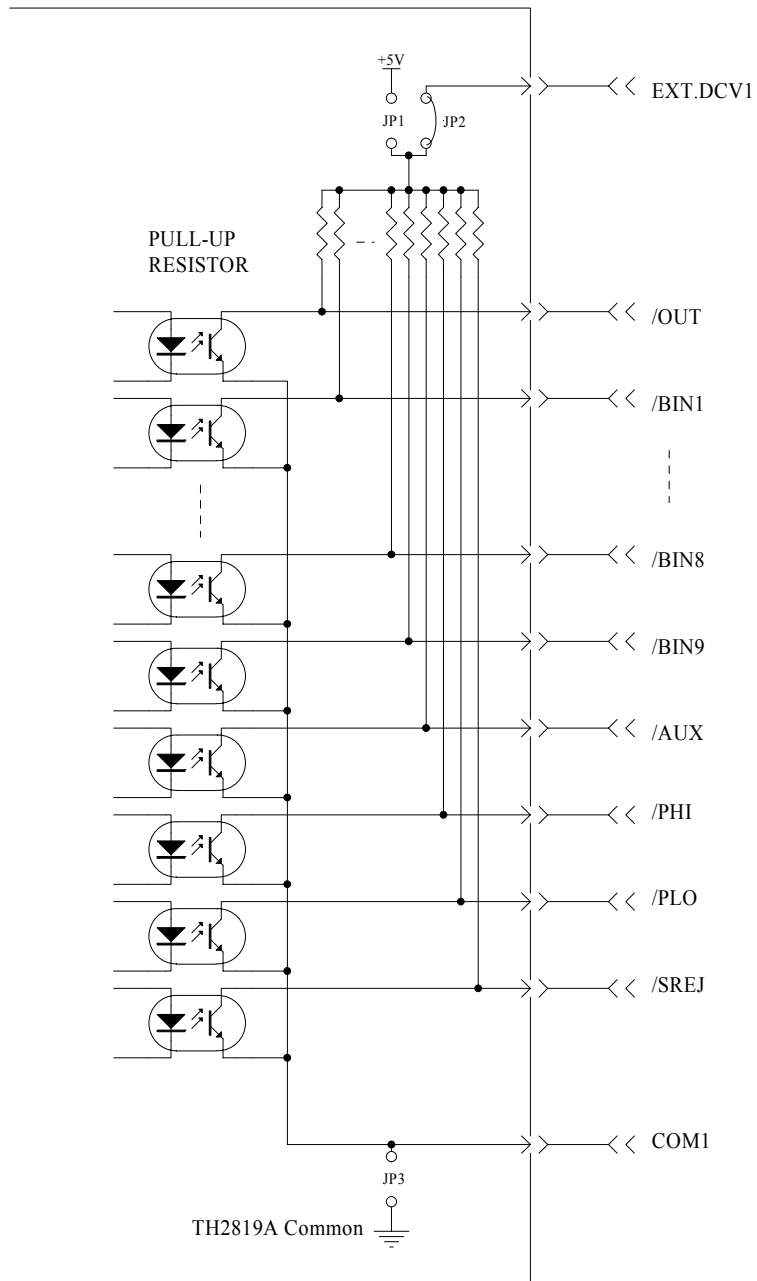 +5V
EXT.DCV1
JP1
JP2
PULL-UP
RESISTOR
/OUT
/BIN1
/BIN8
/BIN9
/AUX
/PHI
/PLO
/SREJ
COM1
JP3
TH2819A Common